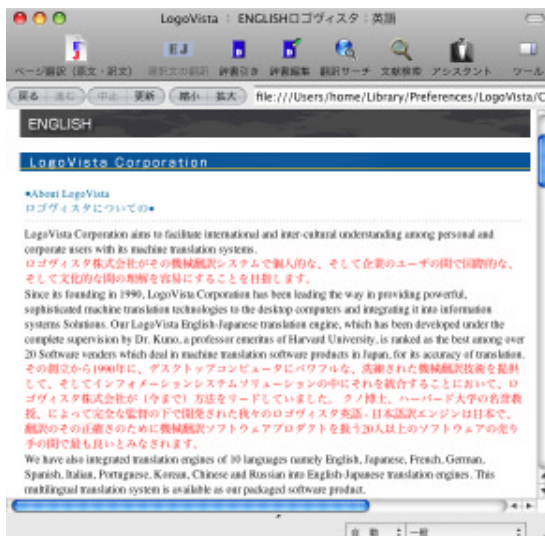 LogoVista : ENGLISHロゴヴィスタ：英語
ページ翻訳（原文・訳文） 選択文の翻訳 辞書引き 辞書編集 翻訳サーチ 文献検索 アシスタント ツール
戻る 進む 中止 更新 縮小 拡大 file:///Users/home/Library/Preferences/LogoVista/C
ENGLISH
LogoVista Corporation
●About LogoVista
ロゴヴィスタについての●
LogoVista Corporation aims to facilitate international and inter-cultural understanding among personal and
corporate users with its machine translation systems.
ロゴヴィスタ株式会社がその機械翻訳システムで個人的な、そして企業のユーザの間で国際的な、
そして文化的な間の理解を容易にすることを目指します。
Since its founding in 1990, LogoVista Corporation has been leading the way in providing powerful,
sophisticated machine translation technologies to the desktop computers and integrating it into information
systems Solutions. Our LogoVista English-Japanese translation engine, which has been developed under the
complete supervision by Dr. Kuno, a professor emeritus of Harvard University, is ranked as the best among over
20 Software venders which deal in machine translation software products in Japan, for its accuracy of translation.
その創立から1990年に、デスクトップコンピュータにパワフルな、洗練された機械翻訳技術を提供
して、そしてインフォメーションシステムソリューションの中にそれを統合することにおいて、ロ
ゴヴィスタ株式会社が（今まで）方法をリードしていました。 クノ博士、ハーバード大学の名誉教
授、によって完全な監督の下で開発された我々のロゴヴィスタ英語 - 日本語訳エンジンは日本で、
翻訳のその正確さのために機械翻訳ソフトウェアプロダクトを扱う20人以上のソフトウェアの売り
手の間で最も良いとみなされます。
We have also integrated translation engines of 10 languages namely English, Japanese, French, German,
Spanish, Italian, Portugnese, Korean, Chinese and Russian into English-Japanese translation engines. This
multilingual translation system is available as our packaged software product.
自動 一般